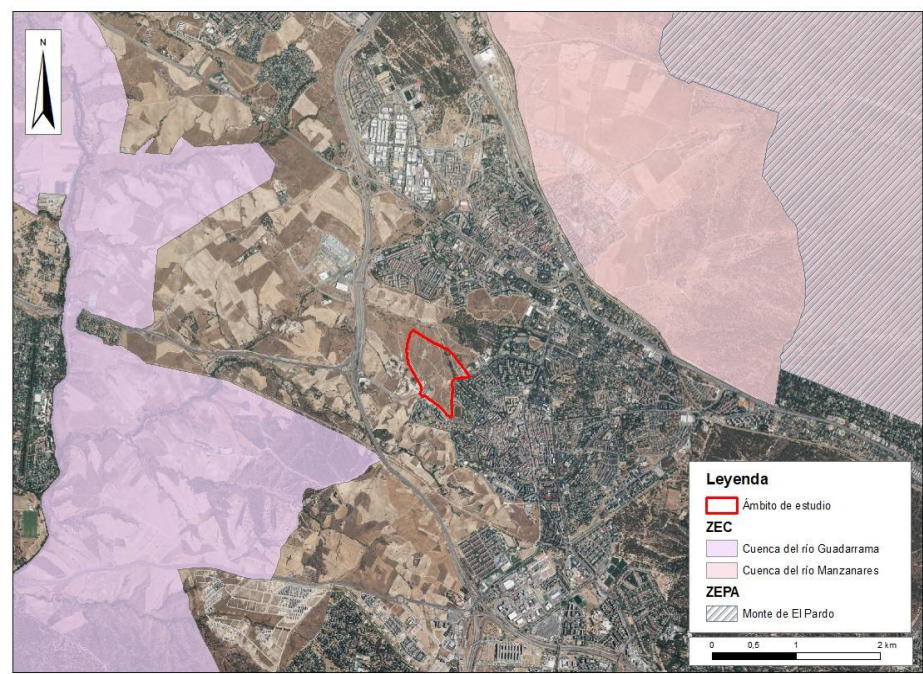 N
Leyenda
Ámbito de estudio
ZEC
Cuenca del río Guadarrama
Cuenca del río Manzanares
ZEPA
Monte de El Pardo
0 0,5 1 2 km